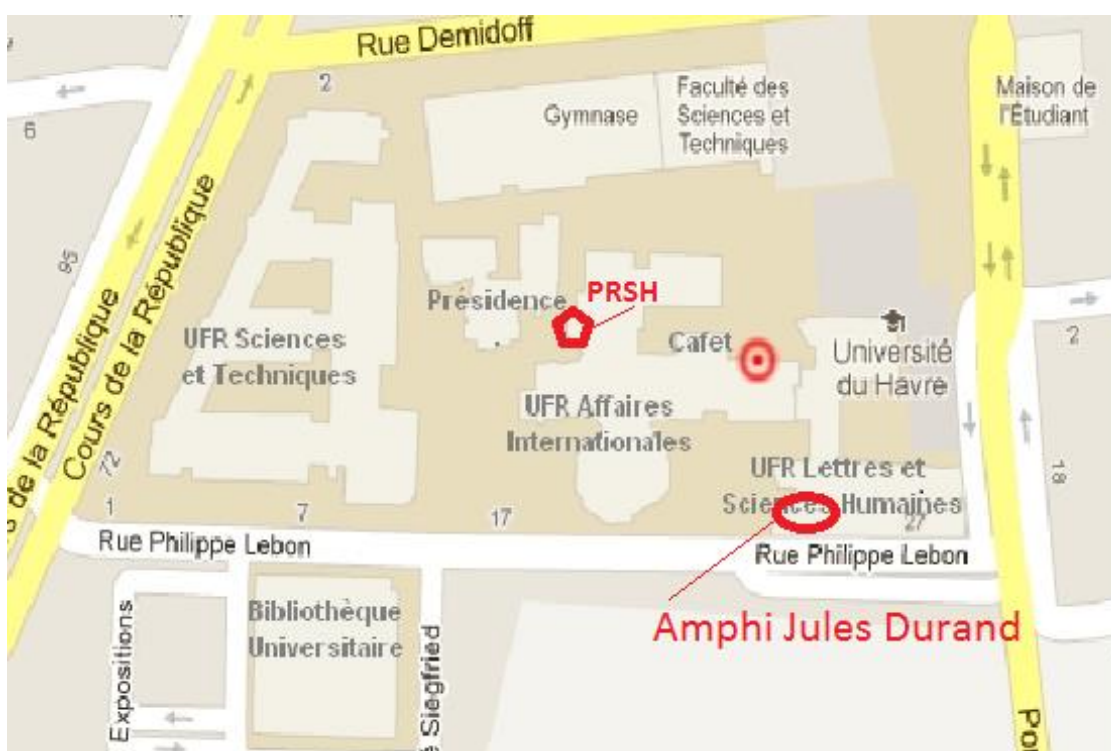 Rue Demidoff
2
Faculté des
Sciences et
Techniques
Gymnase
Maison de
l'Étudiant
6
95
de la République
Cours de la République
Présidence
PRSH
UFR Sciences
et Techniques
Cafet
Université
du Havre
2
UFR Affaires
Internationales
72
UFR Lettres et
Sciences Humaines
18
1
7
17
27
Rue Philippe Lebon
Rue Philippe Lebon
Bibliothèque
Universitaire
Expositions
Siegfried
Amphi Jules Durand